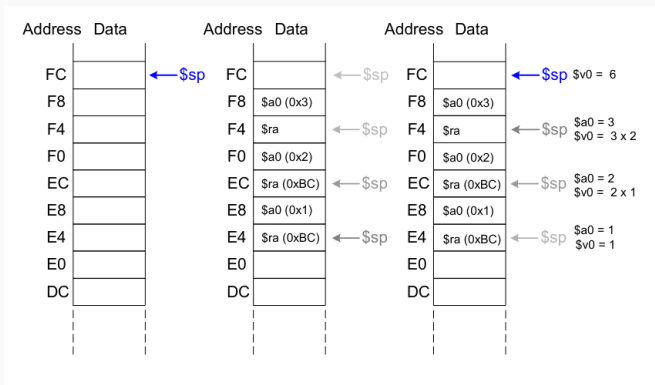 Address Data
FC
$sp
F8
F4
F0
EC
E8
E4
E0
DC
Address Data
FC
$sp
F8 $a0 (0x3)
F4 $ra
$sp
F0 $a0 (0x2)
EC $ra (0xBC)
$sp
E8 $a0 (0x1)
E4 $ra (0xBC)
$sp
E0
DC
Address Data
FC
$sp $v0 = 6
F8 $a0 (0x3)
F4 $ra
$sp
$a0 = 3
$v0 = 3 x 2
F0 $a0 (0x2)
EC $ra (0xBC)
$sp
$a0 = 2
$v0 = 2 x 1
E8 $a0 (0x1)
E4 $ra (0xBC)
$sp
$a0 = 1
$v0 = 1
E0
DC